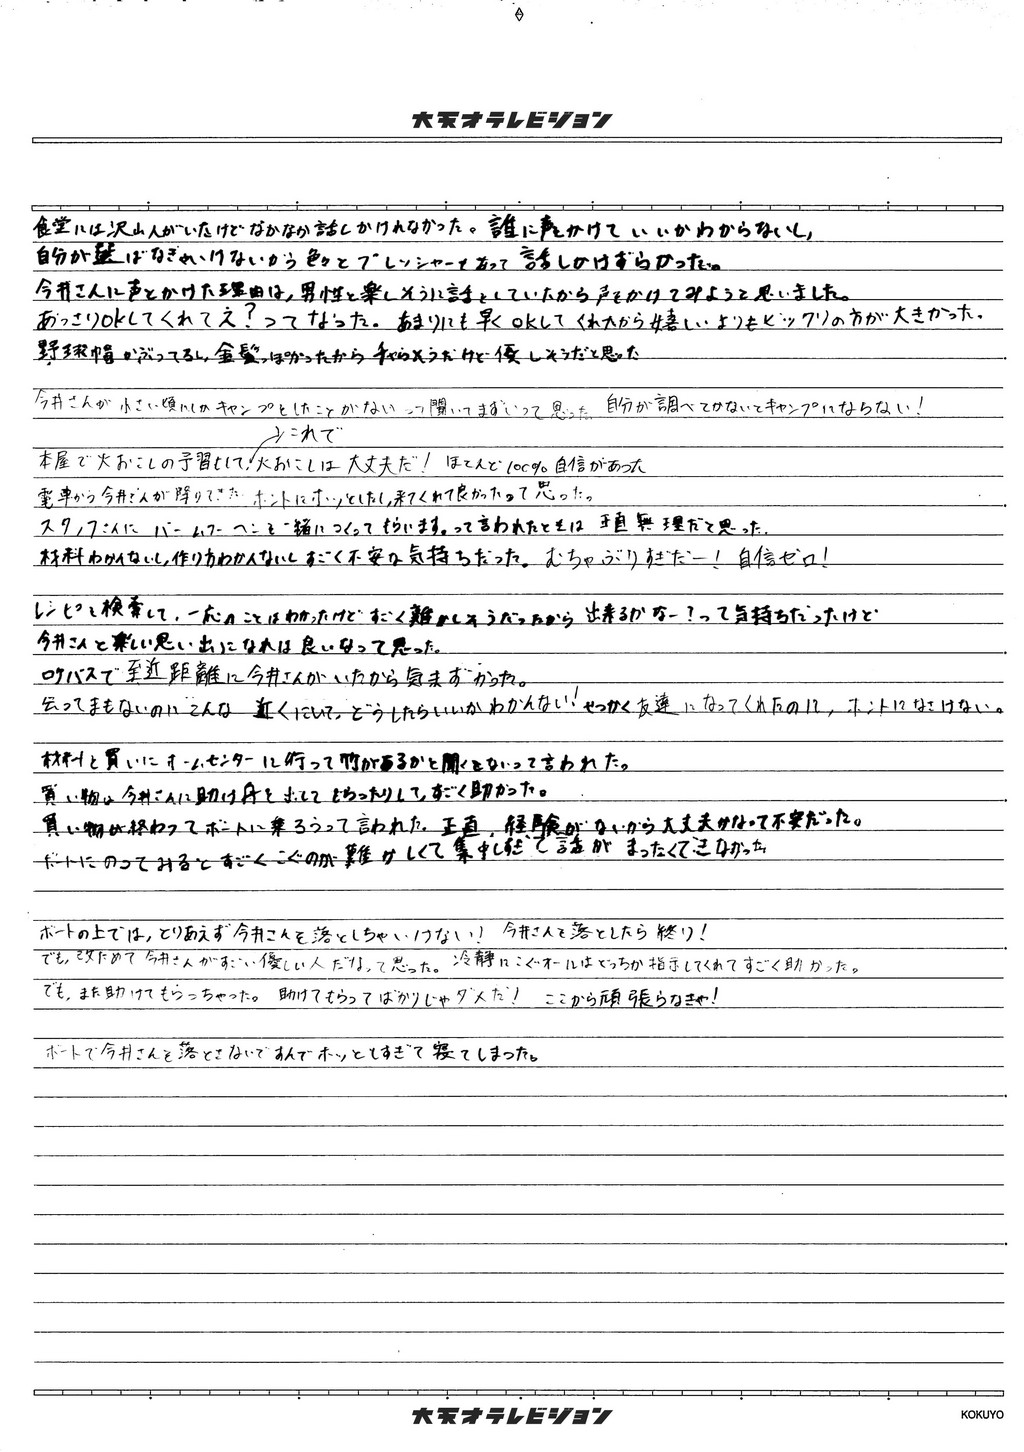 大天才テレビジョン
食堂には沢山人がいたけどなかなか話しかけれなかった。誰に声をかけていいかわからないし、
自分が選ばなきゃいけないから色々とプレッシャーもあって話しかけずらかった。
今井さんに声をかけた理由は、男性と楽しそうに話をしていたから声をかけてみようと思いました。
あっさりOKしてくれてえ?ってなった。あまりにも早くOKしてくれたから嬉しいよりもビックリの方が大きかった。
野球帽かぶってるし、金髪っぽかったからチャらそうだけど優しそうだと思った
今井さんが小さい頃にしかキャンプをしたことがないって聞いてまずいって思った 自分が調べてかないとキャンプにならない!
これで
本屋で火おこしの予習をして、火おこしは大丈夫だ! ほとんど100%自信があった
電車から今井さんが降りてきた ホントにホッとしたし、来てくれて良かったって思った。
スタッフさんに バームクーヘンを一緒につくってもらいます。って言われたときは 正直無理だと思った、
材料わかんないし、作り方わかんないしすごく不安な気持ちだった。むちゃぶりすぎだー! 自信ゼロ!
レシピを検索して、一応のことはわかったけどすごく難かしそうだったから出来るかなー?って気持ちだったけど
今井さんと楽しい思い出になれは良いなって思った。
ロケバスで至近距離に今井さんがいたから気まずかった。
会ってまもないのにこんな近くにいて、どうしたらいいかわかんない! せっかく友達になってくれたのに、ホントになさけない。
材料を買いにホームセンターに行って竹があるかを聞くといって言われた。
買い物は今井さんに助け舟を出してもらったりして、すごく助かった。
買い物が終わってボートに乗ろうって言われた。正直、経験がないから大丈夫かなって不安だった。
ボートにのってみるとすごくこぐのが難かしくて集中しすぎて話がまったくできなかった
ボートの上では、とりあえず今井さんを落としちゃいけない! 今井さんを落としたら終り!
でも、改ためて今井さんがすごい優しい人だなって思った。冷静にこぐオールはどっちか指示してくれてすごく助かった。
でも、また助けてもらっちゃった。助けてもらってばかりじゃダメだ! ここから頑張らなきゃ!
ボートで今井さんを落とさないですんでホッとしすぎて寝てしまった。
大天才テレビジョン
KOKUYO